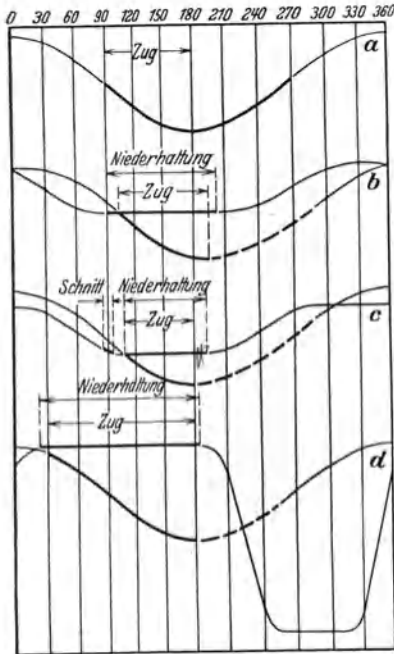 0 30 60 90 120 150 180 210 240 270 300 330 360
Zug
a
Niederhaltung
Zug
b
Schnitt Niederhaltung
Zug
c
Niederhaltung
Zug
d